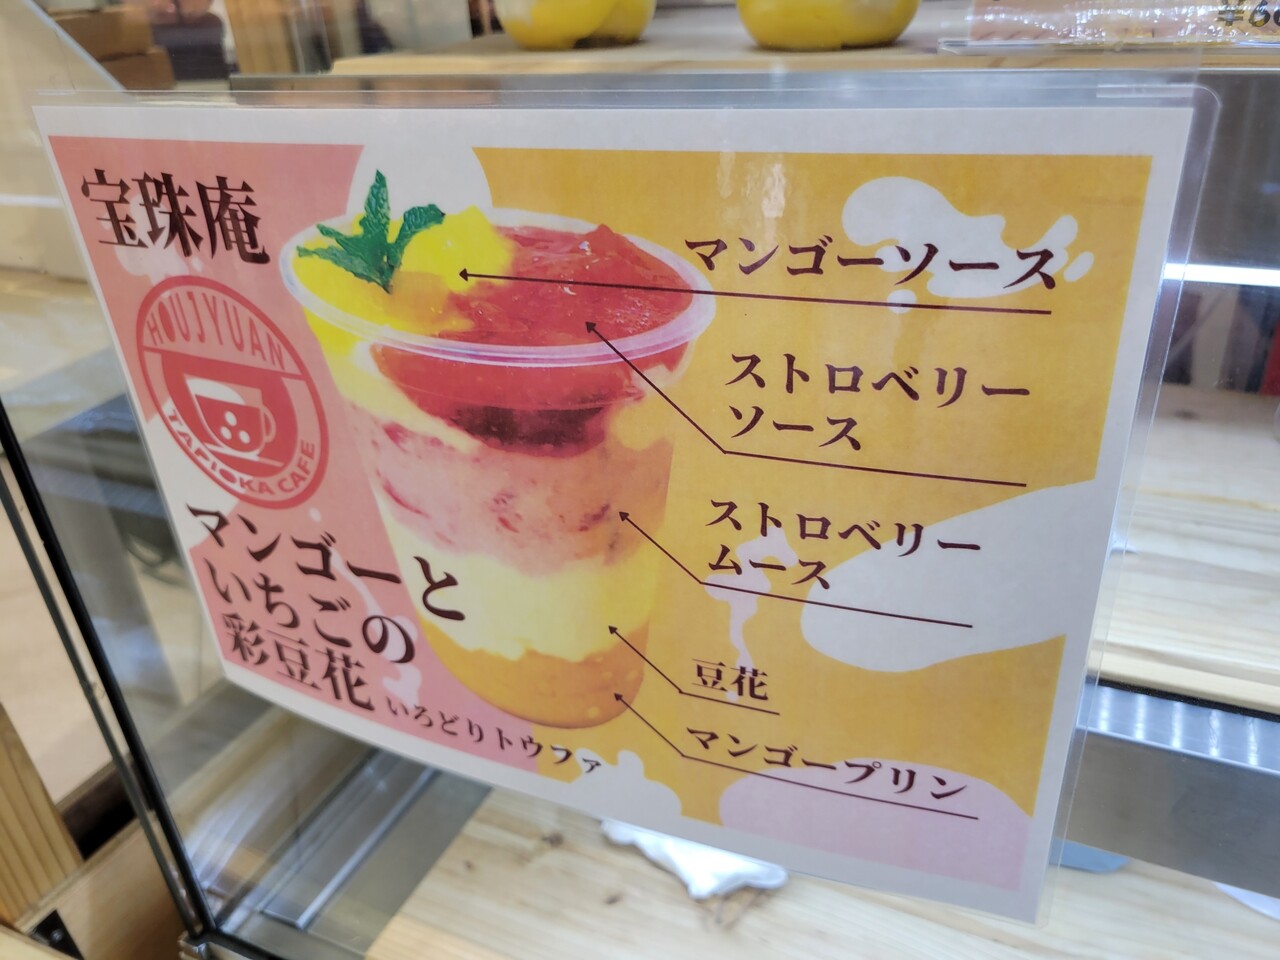 宝珠庵
HOUJYUAN
TAPIOKA CAFE
マンゴーと
いちごの
彩豆花
いろどりトウファ
マンゴーソース
ストロベリー
ソース
ストロベリー
ムース
豆花
マンゴープリン